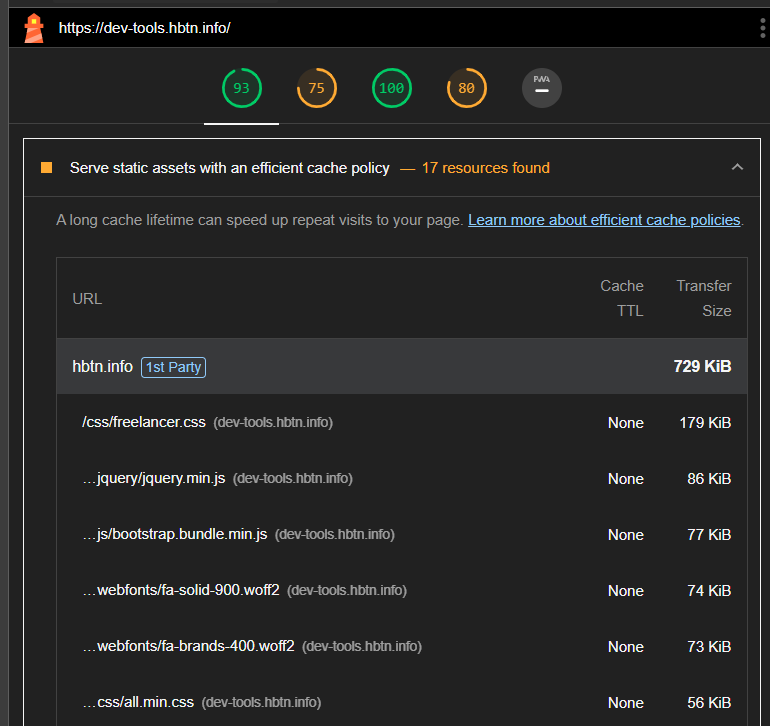 https://dev-tools.hbtn.info/
93 75 100 80 PWA
Serve static assets with an efficient cache policy — 17 resources found
A long cache lifetime can speed up repeat visits to your page. Learn more about efficient cache policies.
URL Cache TTL Transfer Size
hbtn.info 1st Party 729 KiB
/css/freelancer.css (dev-tools.hbtn.info) None 179 KiB
…jquery/jquery.min.js (dev-tools.hbtn.info) None 86 KiB
…js/bootstrap.bundle.min.js (dev-tools.hbtn.info) None 77 KiB
…webfonts/fa-solid-900.woff2 (dev-tools.hbtn.info) None 74 KiB
…webfonts/fa-brands-400.woff2 (dev-tools.hbtn.info) None 73 KiB
…css/all.min.css (dev-tools.hbtn.info) None 56 KiB